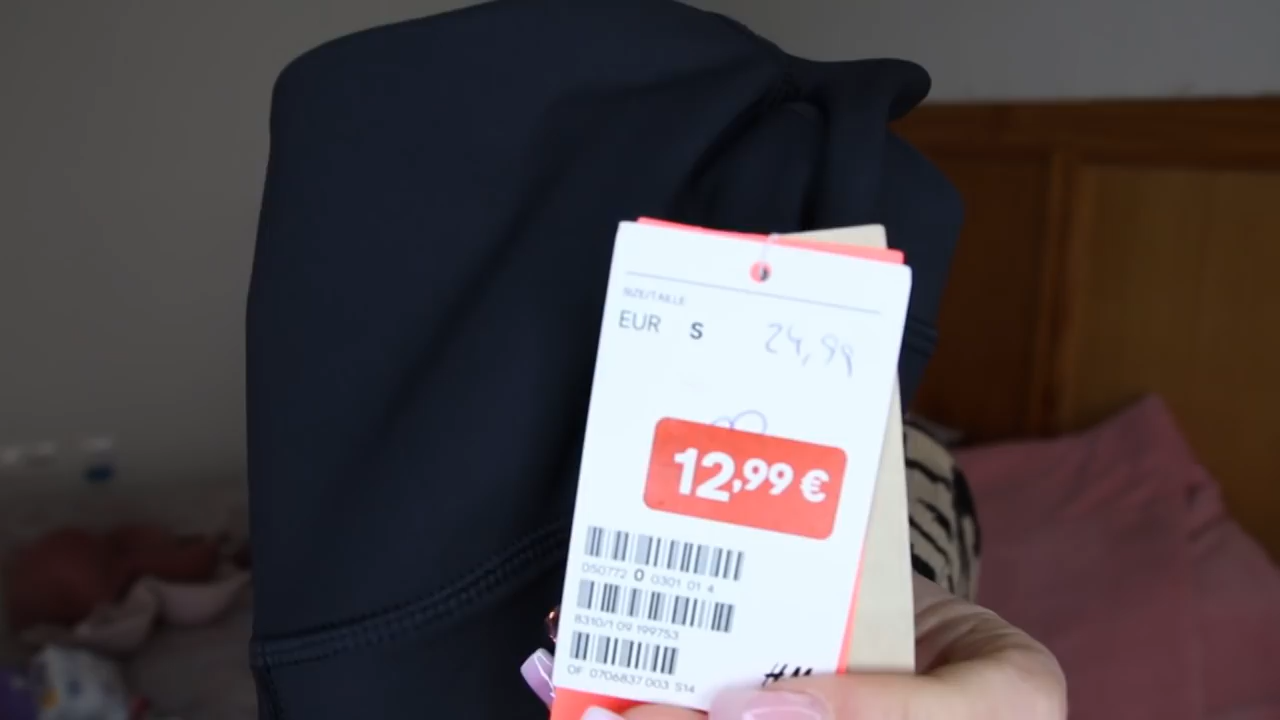 SIZE/TAILLE
EUR S 24,99
12,99 €
050772 0 0301 01 4
8310/1 09 199753
OF 0706837 003 S14
H&M